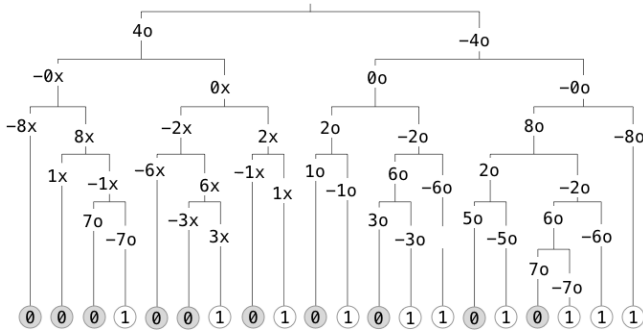 4o −4o
−0x 0x 0o −0o
−8x 8x −2x 2x 2o −2o 8o −8o
1x −1x −6x 6x −1x 1x 1o −1o 6o −6o 2o −2o
7o −7o −3x 3x 3o −3o 5o −5o 6o −6o
7o −7o
0 0 0 1 0 0 1 0 1 0 1 0 1 1 0 1 0 1 1 1